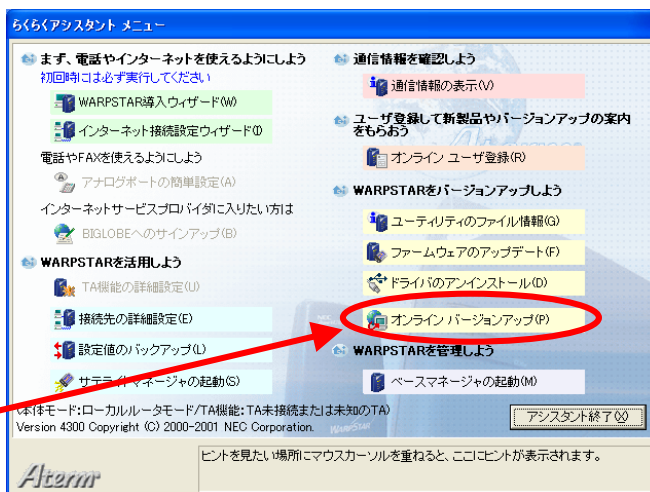 らくらくアシスタント メニュー
まず、電話やインターネットを使えるようにしよう
初回時には必ず実行してください
WARPSTAR導入ウィザード(W)
インターネット接続設定ウィザード(I)
電話やFAXを使えるようにしよう
アナログポートの簡単設定(A)
インターネットサービスプロバイダに入りたい方は
BIGLOBEへのサインアップ(B)
WARPSTARを活用しよう
TA機能の詳細設定(U)
接続先の詳細設定(E)
設定値のバックアップ(L)
サテライトマネージャの起動(S)
通信情報を確認しよう
通信情報の表示(V)
ユーザ登録して新製品やバージョンアップの案内
をもらおう
オンライン ユーザ登録(R)
WARPSTARをバージョンアップしよう
ユーティリティのファイル情報(G)
ファームウェアのアップデート(F)
ドライバのアンインストール(D)
オンライン バージョンアップ(P)
WARPSTARを管理しよう
ベースマネージャの起動(M)
(本体モード:ローカルルータモード/TA機能:TA未接続または未知のTA)
Version 4300 Copyright (C) 2000-2001 NEC Corporation.
WARPSTAR
アシスタント終了(X)
Aterm
ヒントを見たい場所にマウスカーソルを重ねると、ここにヒントが表示されます。